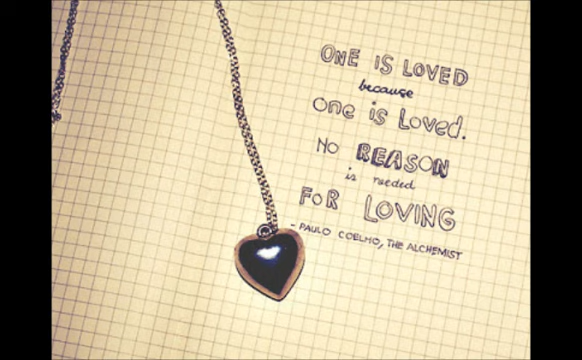 ONE IS LOVED
because
one is Loved.
No REASON
is needed
FOR LOVING
- PAULO COELHO, THE ALCHEMIST